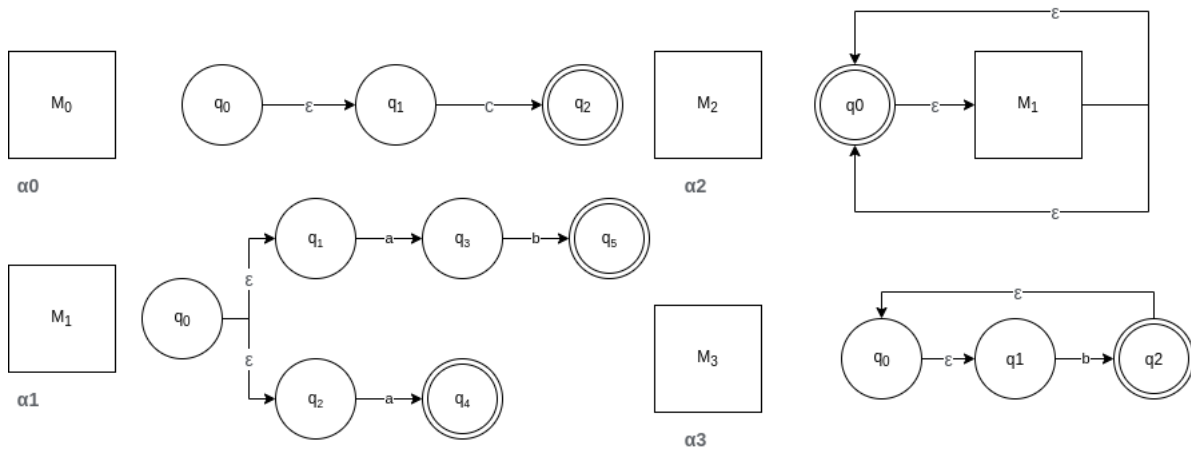 M₀
q₀ ε q₁ c q₂
α0
M₁
q₀
ε
q₁ a q₃ b q₅
ε
q₂ a q₄
α1
M₂
ε
q0 ε M₁
ε
α2
M₃
ε
q₀ ε q1 b q2
α3